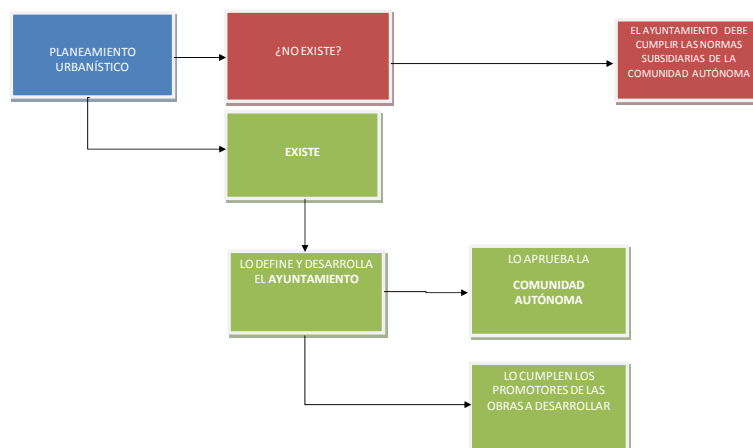 PLANEAMIENTO
URBANÍSTICO
¿NO EXISTE?
EL AYUNTAMIENTO DEBE
CUMPLIR LAS NORMAS
SUBSIDIARIAS DE LA
COMUNIDAD AUTÓNOMA
EXISTE
LO DEFINE Y DESARROLLA
EL AYUNTAMIENTO
LO APRUEBA LA
COMUNIDAD
AUTÓNOMA
LO CUMPLEN LOS
PROMOTORES DE LAS
OBRAS A DESARROLLAR